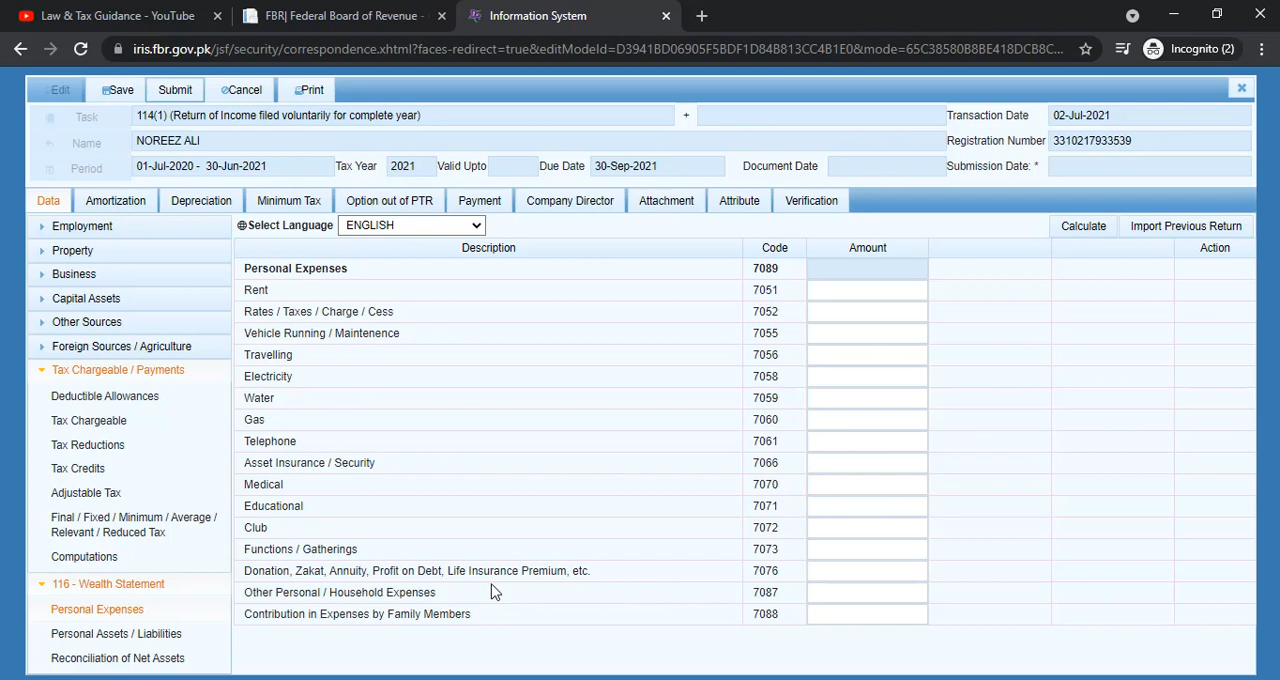 Law & Tax Guidance - YouTube
FBR| Federal Board of Revenue -
Information System
iris.fbr.gov.pk/jsf/security/correspondence.xhtml?faces-redirect=true&editModeId=D3941BD06905F5BDF1D84B813CC4B1E0&mode=65C38580B8BE418DCB8C...
Incognito (2)
Edit Save Submit Cancel Print
Task 114(1) (Return of Income filed voluntarily for complete year) + Transaction Date 02-Jul-2021
Name NOREEZ ALI Registration Number 3310217933539
Period 01-Jul-2020 - 30-Jun-2021 Tax Year 2021 Valid Upto Due Date 30-Sep-2021 Document Date Submission Date: *
Data Amortization Depreciation Minimum Tax Option out of PTR Payment Company Director Attachment Attribute Verification
Employment
Property
Business
Capital Assets
Other Sources
Foreign Sources / Agriculture
Tax Chargeable / Payments
Deductible Allowances
Tax Chargeable
Tax Reductions
Tax Credits
Adjustable Tax
Final / Fixed / Minimum / Average /
Relevant / Reduced Tax
Computations
116 - Wealth Statement
Personal Expenses
Personal Assets / Liabilities
Reconciliation of Net Assets
Select Language ENGLISH Calculate Import Previous Return
Description Code Amount Action
Personal Expenses 7089
Rent 7051
Rates / Taxes / Charge / Cess 7052
Vehicle Running / Maintenence 7055
Travelling 7056
Electricity 7058
Water 7059
Gas 7060
Telephone 7061
Asset Insurance / Security 7066
Medical 7070
Educational 7071
Club 7072
Functions / Gatherings 7073
Donation, Zakat, Annuity, Profit on Debt, Life Insurance Premium, etc. 7076
Other Personal / Household Expenses 7087
Contribution in Expenses by Family Members 7088